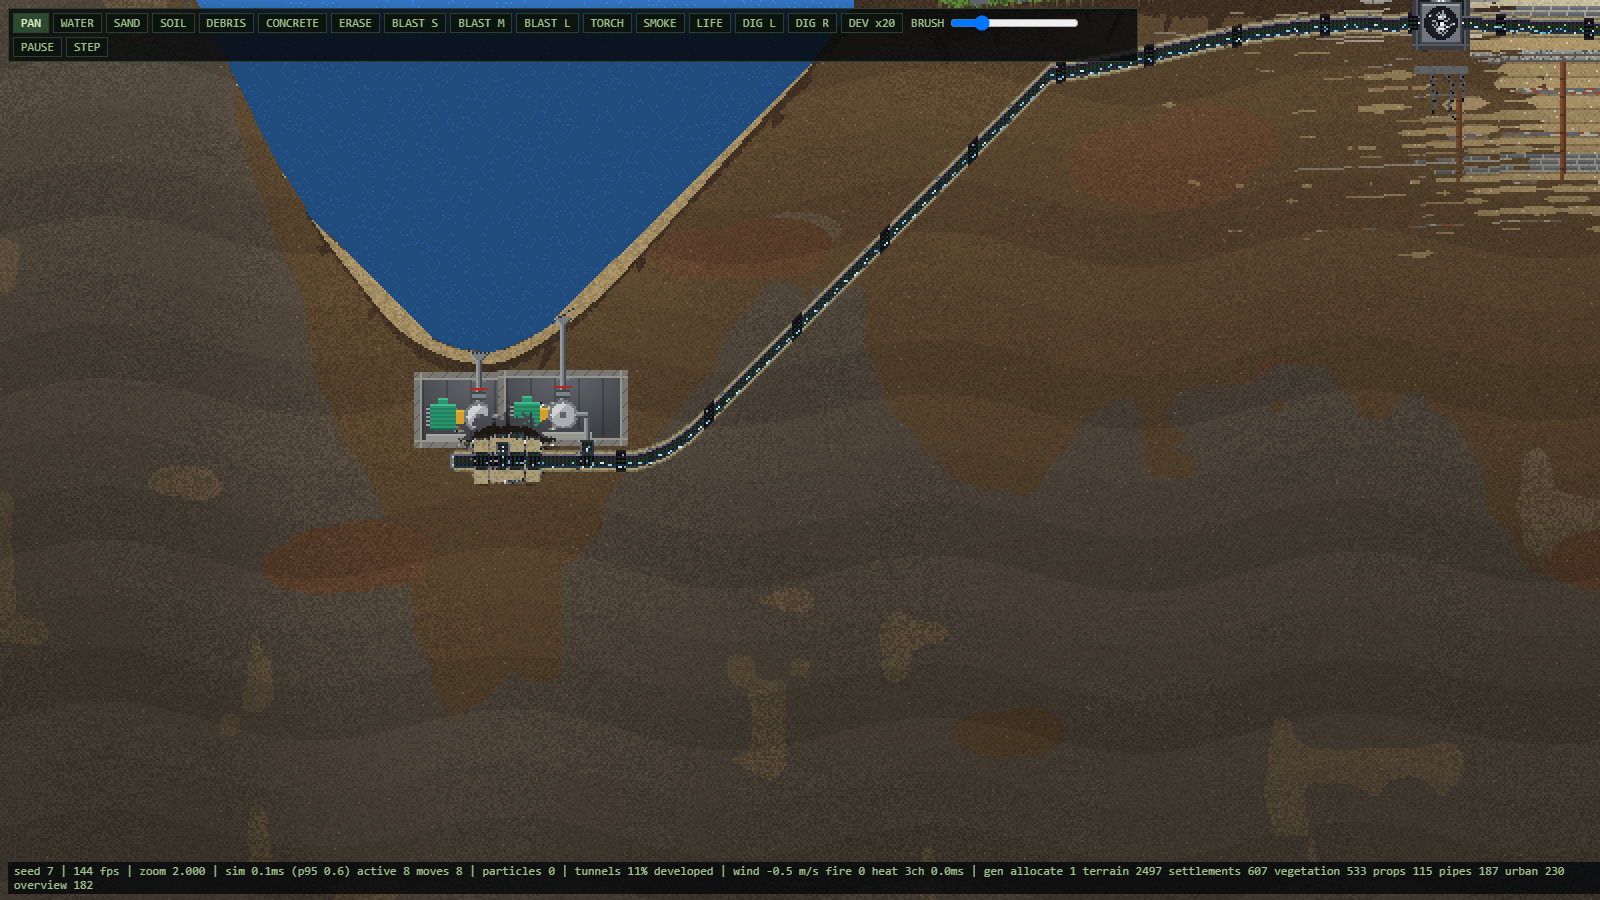 PAN WATER SAND SOIL DEBRIS CONCRETE ERASE BLAST S BLAST M BLAST L TORCH SMOKE LIFE DIG L DIG R DEV x20 BRUSH
PAUSE STEP
seed 7 | 144 fps | zoom 2.000 | sim 0.1ms (p95 0.6) active 8 moves 8 | particles 0 | tunnels 11% developed | wind -0.5 m/s fire 0 heat 3ch 0.0ms | gen allocate 1 terrain 2497 settlements 607 vegetation 533 props 115 pipes 187 urban 230
overview 182